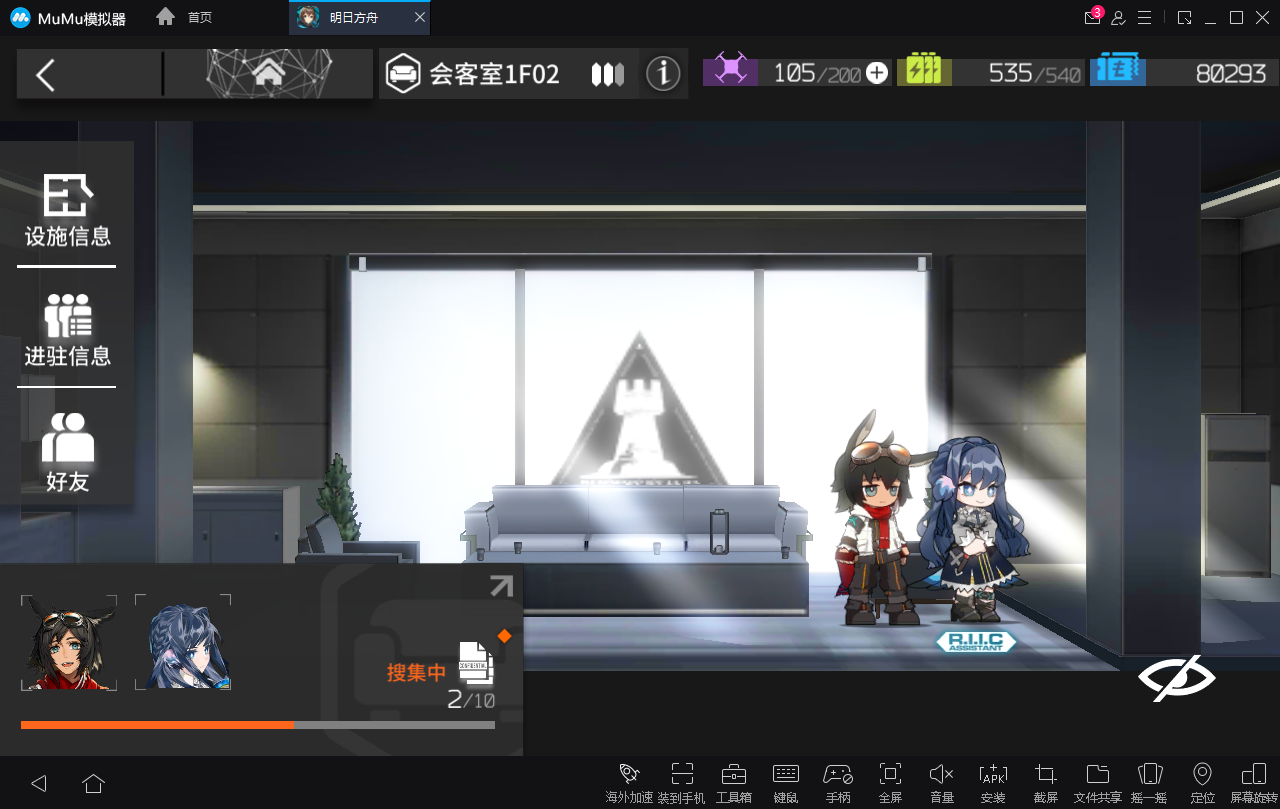 MuMu模拟器
首页
明日方舟
3
会客室1F02
105/200
535/540
80293
设施信息
进驻信息
好友
搜集中
CONFIDENTIAL
2/10
R.I.I.C
ASSISTANT
海外加速
装到手机
工具箱
键鼠
手柄
全屏
音量
APK
安装
截屏
文件共享
摇一摇
定位
屏幕旋转